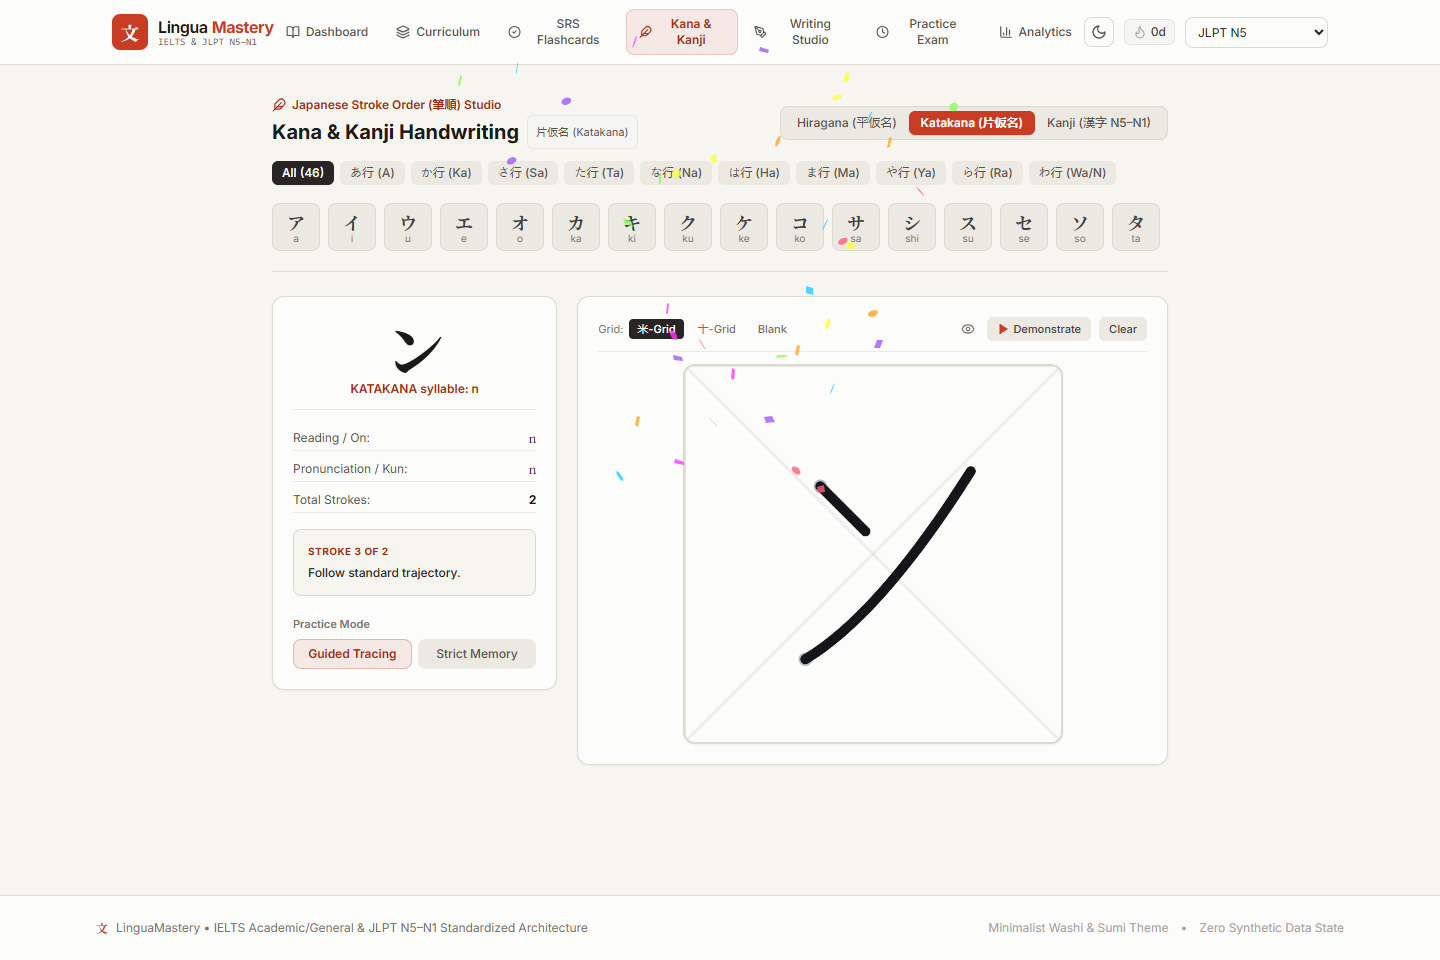 文 Lingua Mastery
IELTS & JLPT N5–N1
Dashboard
Curriculum
SRS Flashcards
Kana & Kanji
Writing Studio
Practice Exam
Analytics
0d
JLPT N5
Japanese Stroke Order (筆順) Studio
Kana & Kanji Handwriting 片仮名 (Katakana)
Hiragana (平仮名) Katakana (片仮名) Kanji (漢字 N5–N1)
All (46) あ行 (A) か行 (Ka) さ行 (Sa) た行 (Ta) な行 (Na) は行 (Ha) ま行 (Ma) や行 (Ya) ら行 (Ra) わ行 (Wa/N)
ア イ ウ エ オ カ キ ク ケ コ サ シ ス セ ソ タ
a i u e o ka ki ku ke ko sa shi su se so ta
ン
KATAKANA syllable: n
Reading / On: n
Pronunciation / Kun: n
Total Strokes: 2
STROKE 3 OF 2
Follow standard trajectory.
Practice Mode
Guided Tracing Strict Memory
Grid: 米-Grid 十-Grid Blank
Demonstrate Clear
ン
文 LinguaMastery • IELTS Academic/General & JLPT N5–N1 Standardized Architecture
Minimalist Washi & Sumi Theme • Zero Synthetic Data State